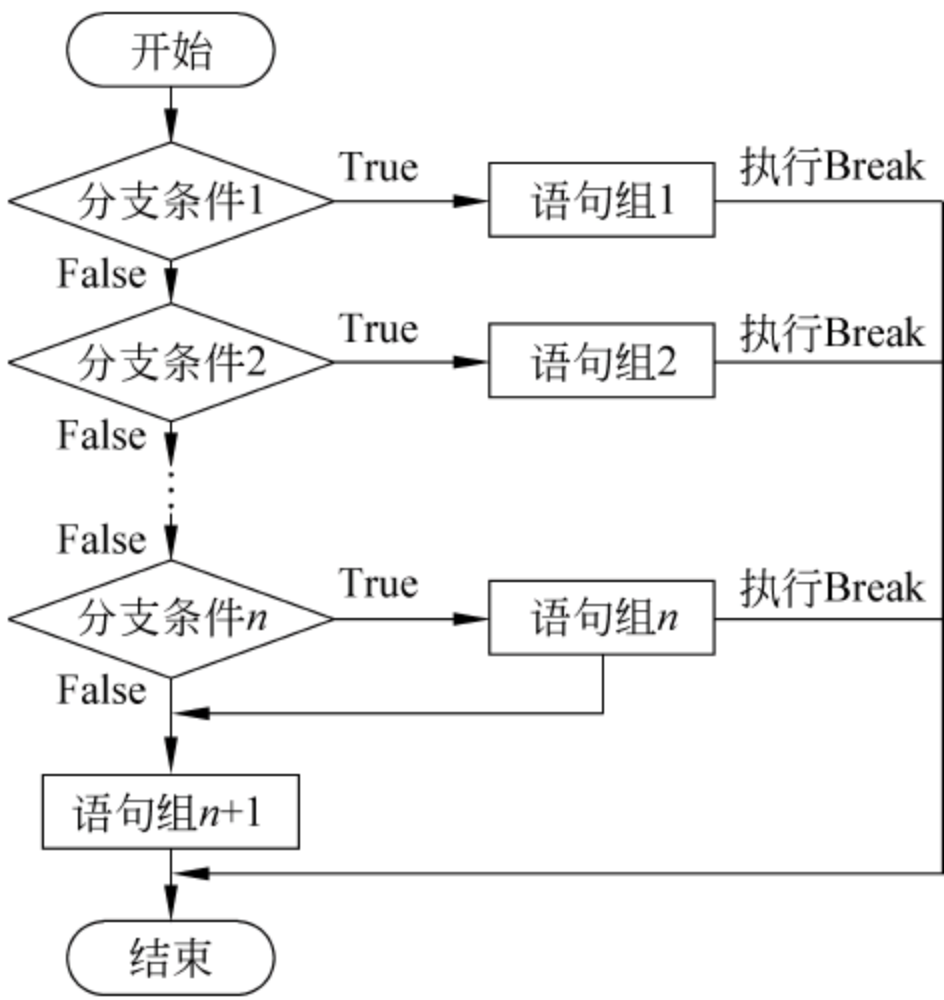 开始
分支条件1
True
语句组1
执行Break
False
分支条件2
True
语句组2
执行Break
False
False
分支条件n
True
语句组n
执行Break
False
语句组n+1
结束